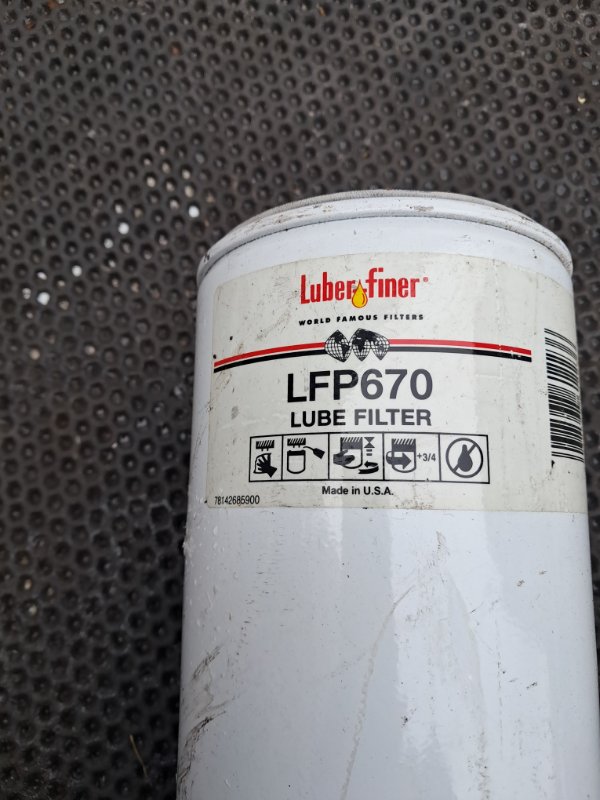 Luber-finer®
WORLD FAMOUS FILTERS
LFP670
LUBE FILTER
+3/4
Made in U.S.A.
78142685900